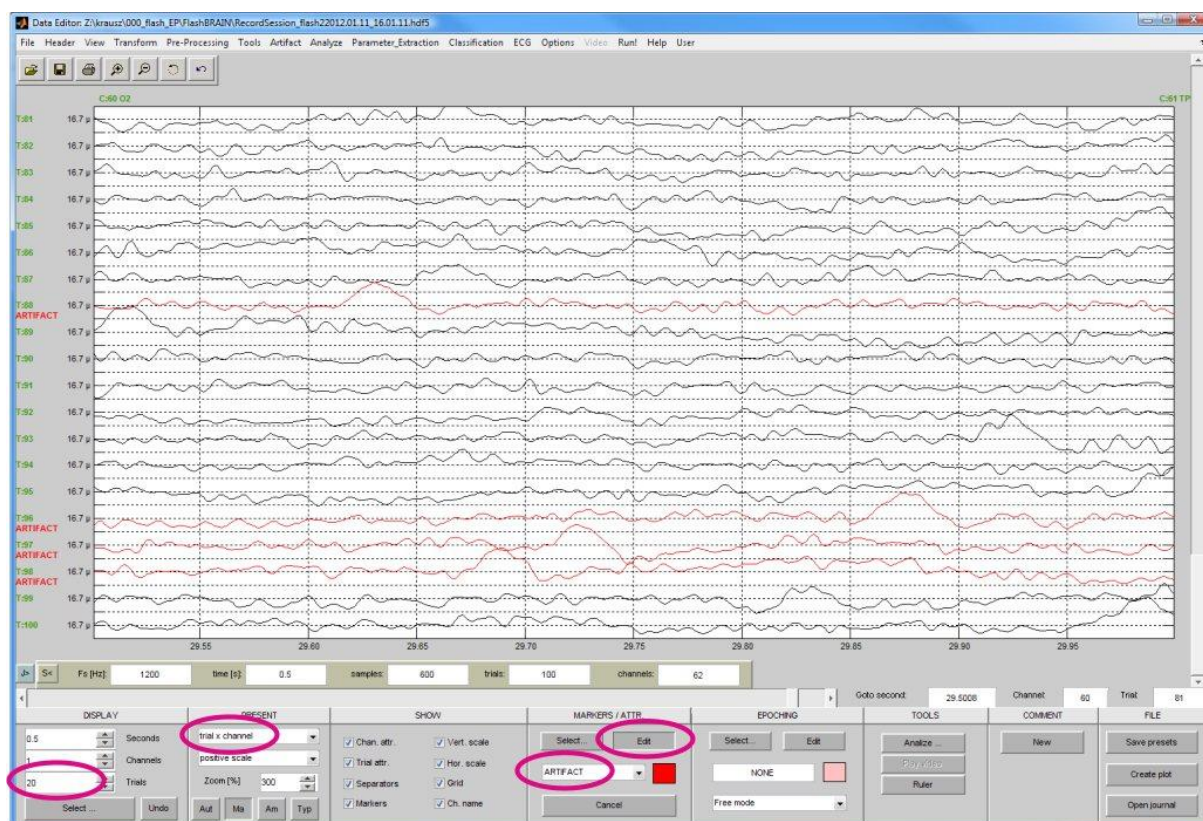 Data Editor: Z:\krausz\000_flash_EP\FlashBRAIN\RecordSession_flash22012.01.11_16.01.11.hdf5
File Header View Transform Pre-Processing Tools Artifact Analyze Parameter_Extraction Classification ECG Options Video Run! Help User
C:60 O2 C:61 TP
T:81 16.7 µ
T:82 16.7 µ
T:83 16.7 µ
T:84 16.7 µ
T:85 16.7 µ
T:86 16.7 µ
T:87 16.7 µ
T:88 16.7 µ
ARTIFACT
T:89 16.7 µ
T:90 16.7 µ
T:91 16.7 µ
T:92 16.7 µ
T:93 16.7 µ
T:94 16.7 µ
T:95 16.7 µ
T:96 16.7 µ
ARTIFACT
T:97 16.7 µ
ARTIFACT
T:98 16.7 µ
ARTIFACT
T:99 16.7 µ
T:100 16.7 µ
29.55 29.60 29.65 29.70 29.75 29.80 29.85 29.90 29.95
J> S< Fs [Hz]: 1200 time [s]: 0.5 samples: 600 trials: 100 channels: 62
Goto second: 29.5008 Channel: 60 Trial: 81
DISPLAY PRESENT SHOW MARKERS / ATTR. EPOCHING TOOLS COMMENT FILE
0.5 Seconds trial x channel Chan. attr. Vert. scale Select... Edit Select... Edit Analize ... New Save presets
1 Channels positive scale Trial attr. Hor. scale ARTIFACT NONE Play video Create plot
20 Trials Zoom [%] 300 Separators Grid Ruler
Select ... Undo Aut Ma Am Typ Markers Ch. name Cancel Free mode Open journal